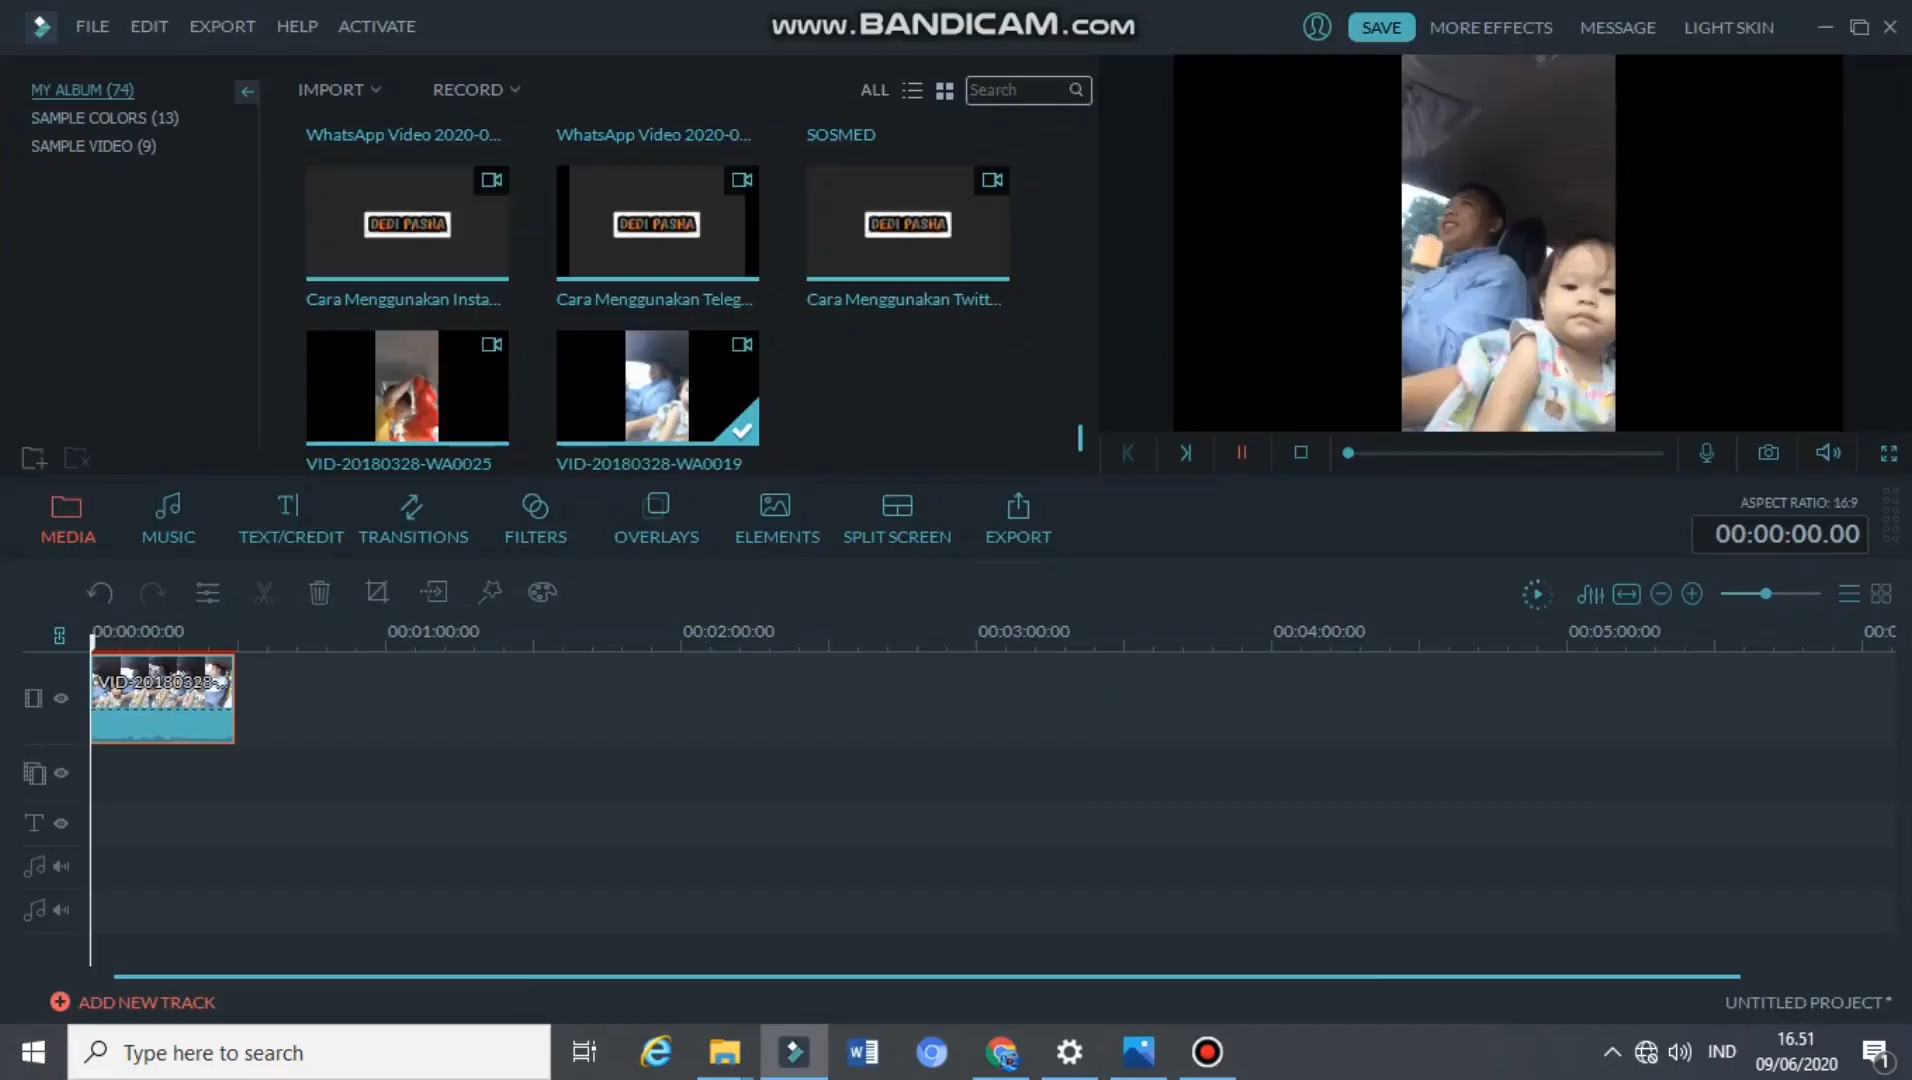 FILE EDIT EXPORT HELP ACTIVATE
www.BANDICAM.com
SAVE MORE EFFECTS MESSAGE LIGHT SKIN
MY ALBUM (74)
SAMPLE COLORS (13)
SAMPLE VIDEO (9)
IMPORT RECORD
ALL Search
WhatsApp Video 2020-0... WhatsApp Video 2020-0... SOSMED
DEDI PASHA DEDI PASHA DEDI PASHA
Cara Menggunakan Insta... Cara Menggunakan Teleg... Cara Menggunakan Twitt...
VID-20180328-WA0025 VID-20180328-WA0019
MEDIA MUSIC TEXT/CREDIT TRANSITIONS FILTERS OVERLAYS ELEMENTS SPLIT SCREEN EXPORT
ASPECT RATIO: 16:9
00:00:00.00
00:00:00:00 00:01:00:00 00:02:00:00 00:03:00:00 00:04:00:00 00:05:00:00 00:0
VID-20180328-...
ADD NEW TRACK
UNTITLED PROJECT*
Type here to search
IND
16.51
09/06/2020
1